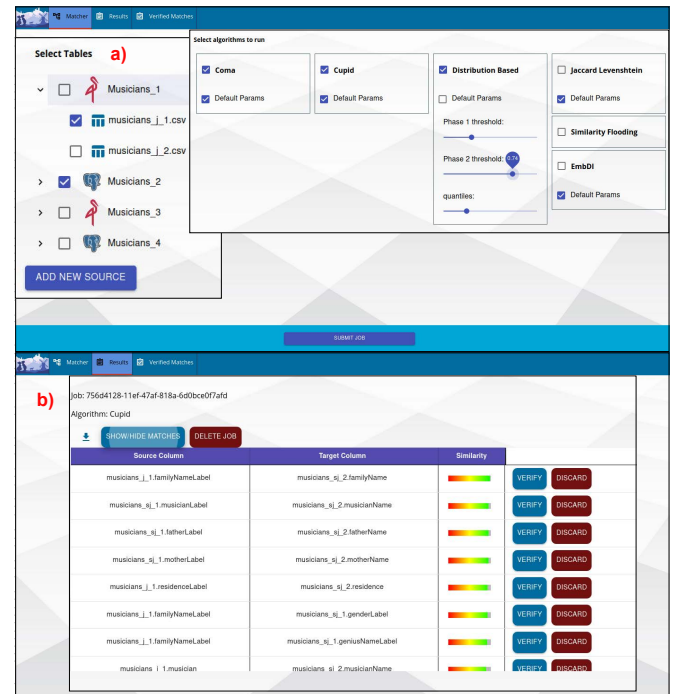 Matcher Results Verified Matches
Select Tables a)
Musicians_1
musicians_j_1.csv
musicians_j_2.csv
Musicians_2
Musicians_3
Musicians_4
ADD NEW SOURCE
Select algorithms to run
Coma
Default Params
Cupid
Default Params
Distribution Based
Default Params
Phase 1 threshold:
Phase 2 threshold: 0.74
quantiles:
Jaccard Levenshtein
Default Params
Similarity Flooding
EmbDI
Default Params
SUBMIT JOB
Matcher Results Verified Matches
b)
Job: 756d4128-11ef-47af-818a-6d0bce0f7afd
Algorithm: Cupid
SHOW/HIDE MATCHES DELETE JOB
Source Column Target Column Similarity
musicians_j_1.familyNameLabel musicians_sj_2.familyName VERIFY DISCARD
musicians_sj_1.musicianLabel musicians_sj_2.musicianName VERIFY DISCARD
musicians_sj_1.fatherLabel musicians_sj_2.fatherName VERIFY DISCARD
musicians_sj_1.motherLabel musicians_sj_2.motherName VERIFY DISCARD
musicians_j_1.residenceLabel musicians_sj_2.residence VERIFY DISCARD
musicians_j_1.familyNameLabel musicians_sj_1.genderLabel VERIFY DISCARD
musicians_j_1.familyNameLabel musicians_sj_1.geniusNameLabel VERIFY DISCARD
musicians_j_1.musician musicians_sj_2.musicianName VERIFY DISCARD